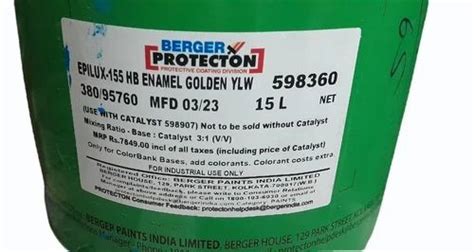 BERGER
PROTECTON
PROTECTIVE COATING DIVISION
EPILUX-155 HB ENAMEL GOLDEN YLW 598360
380/95760 MFD 03/23 15 L NET
(USE WITH CATALYST 598907) Not to be sold without Catalyst
Mixing Ratio - Base : Catalyst 3:1 (V/V)
MRP Rs.7849.00 incl of all taxes (including price of Catalyst)
Only for ColorBank Bases, add colorants. Colorant costs extra.
FOR INDUSTRIAL USE ONLY
Registered Office: BERGER PAINTS INDIA LIMITED
BERGER HOUSE, 129, PARK STREET, KOLKATA-700017
PROTECTON Consumer Feedback: protectonhelpdesk@bergerindia.com
BERGER PAINTS INDIA LIMITED, BERGER HOUSE, 129 PARK STREET